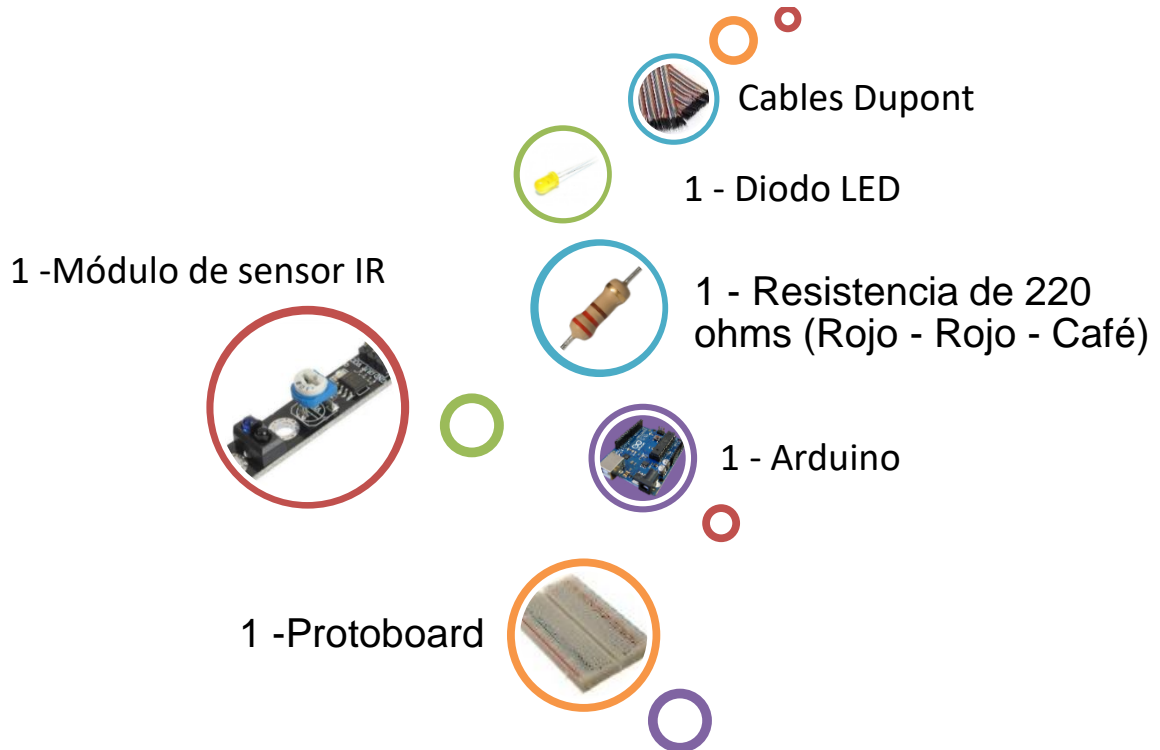 Cables Dupont
1 - Diodo LED
1 -Módulo de sensor IR
1 - Resistencia de 220
ohms (Rojo - Rojo - Café)
1 - Arduino
1 -Protoboard